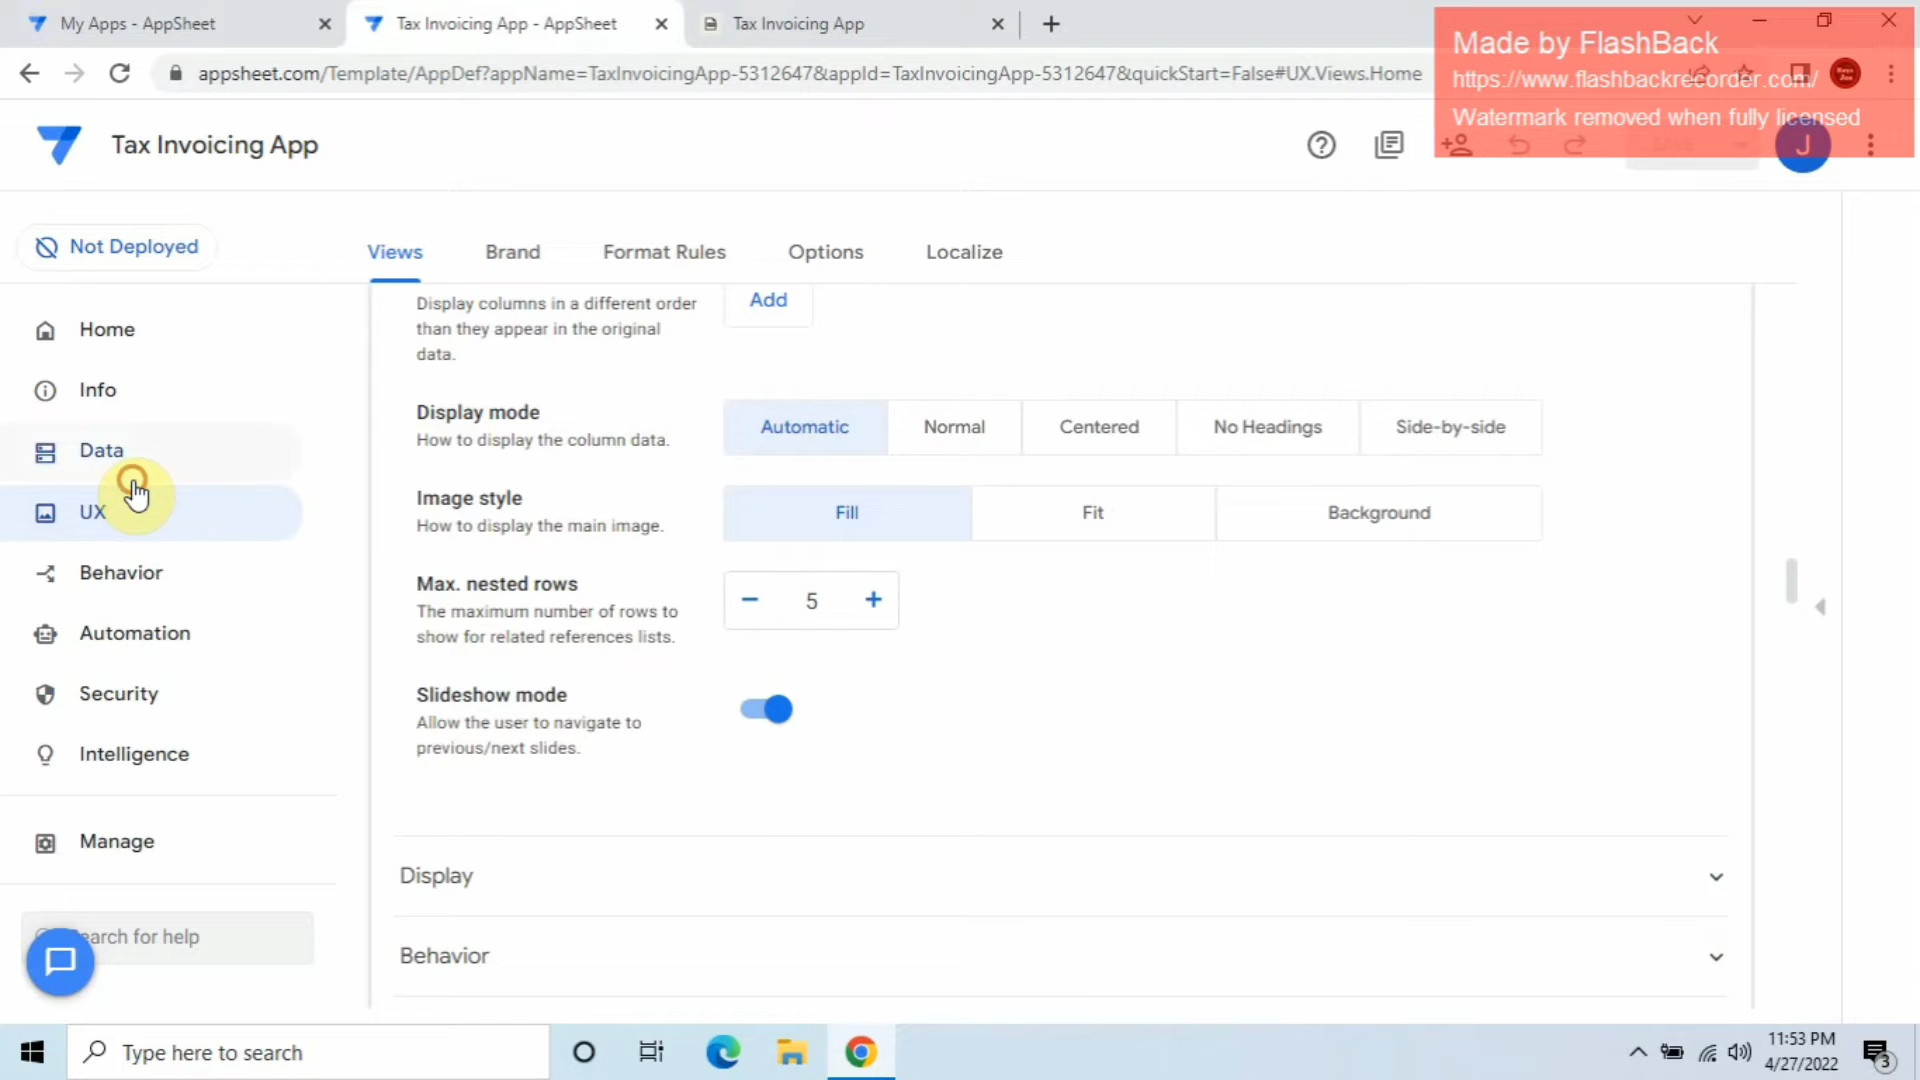 My Apps - AppSheet
Tax Invoicing App - AppSheet
Tax Invoicing App
appsheet.com/Template/AppDef?appName=TaxInvoicingApp-5312647&appId=TaxInvoicingApp-5312647&quickStart=False#UX.Views.Home
Made by FlashBack
https://www.flashbackrecorder.com/
Watermark removed when fully licensed
Tax Invoicing App
J
Not Deployed
Views
Brand
Format Rules
Options
Localize
Home
Info
Data
UX
Behavior
Automation
Security
Intelligence
Manage
Search for help
Display columns in a different order
than they appear in the original
data.
Add
Display mode
How to display the column data.
Automatic
Normal
Centered
No Headings
Side-by-side
Image style
How to display the main image.
Fill
Fit
Background
Max. nested rows
The maximum number of rows to
show for related references lists.
5
Slideshow mode
Allow the user to navigate to
previous/next slides.
Display
Behavior
Type here to search
11:53 PM
4/27/2022
3